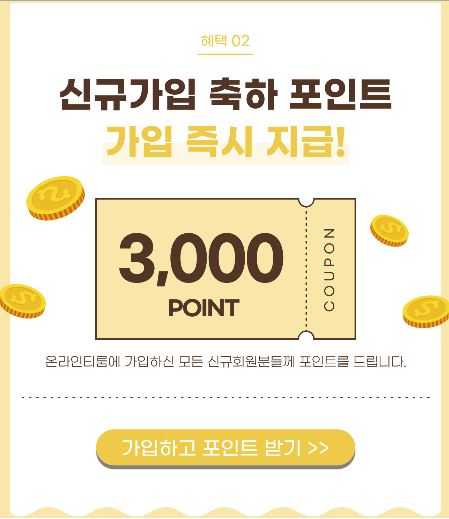 혜택 02
신규가입 축하 포인트
가입 즉시 지급!
3,000
POINT
COUPON
온라인티룸에 가입하신 모든 신규회원분들께 포인트를 드립니다.
가입하고 포인트 받기 >>